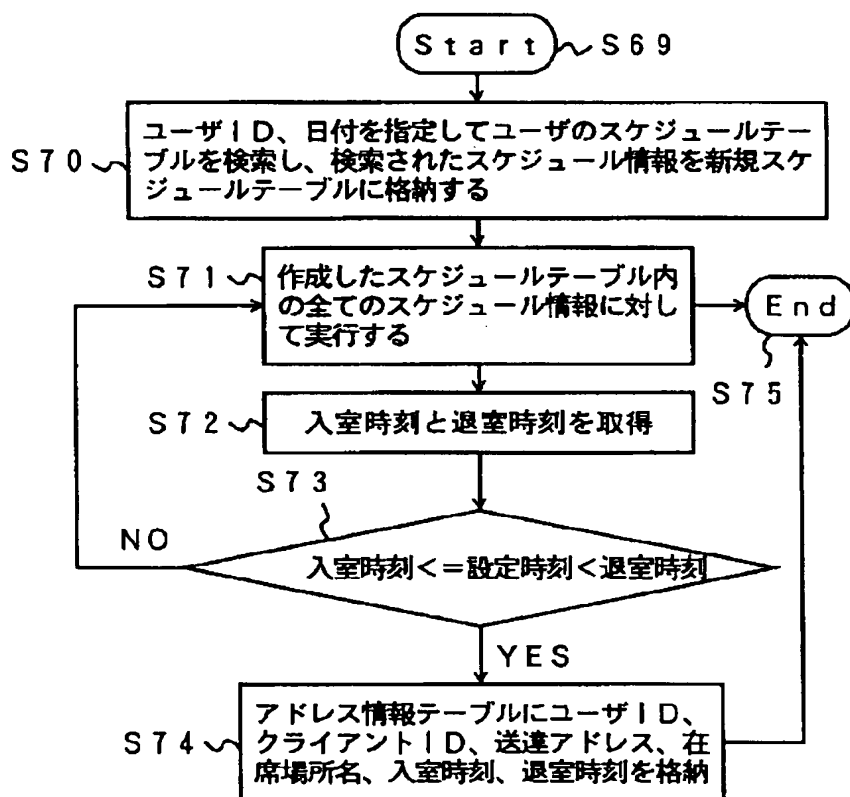 Start
S69
S70
ユーザID、日付を指定してユーザのスケジュールテー
ブルを検索し、検索されたスケジュール情報を新規スケ
ジュールテーブルに格納する
S71
作成したスケジュールテーブル内
の全てのスケジュール情報に対し
て実行する
End
S75
S72
入室時刻と退室時刻を取得
S73
NO
入室時刻<=設定時刻<退室時刻
YES
S74
アドレス情報テーブルにユーザID、
クライアントID、送達アドレス、在
席場所名、入室時刻、退室時刻を格納